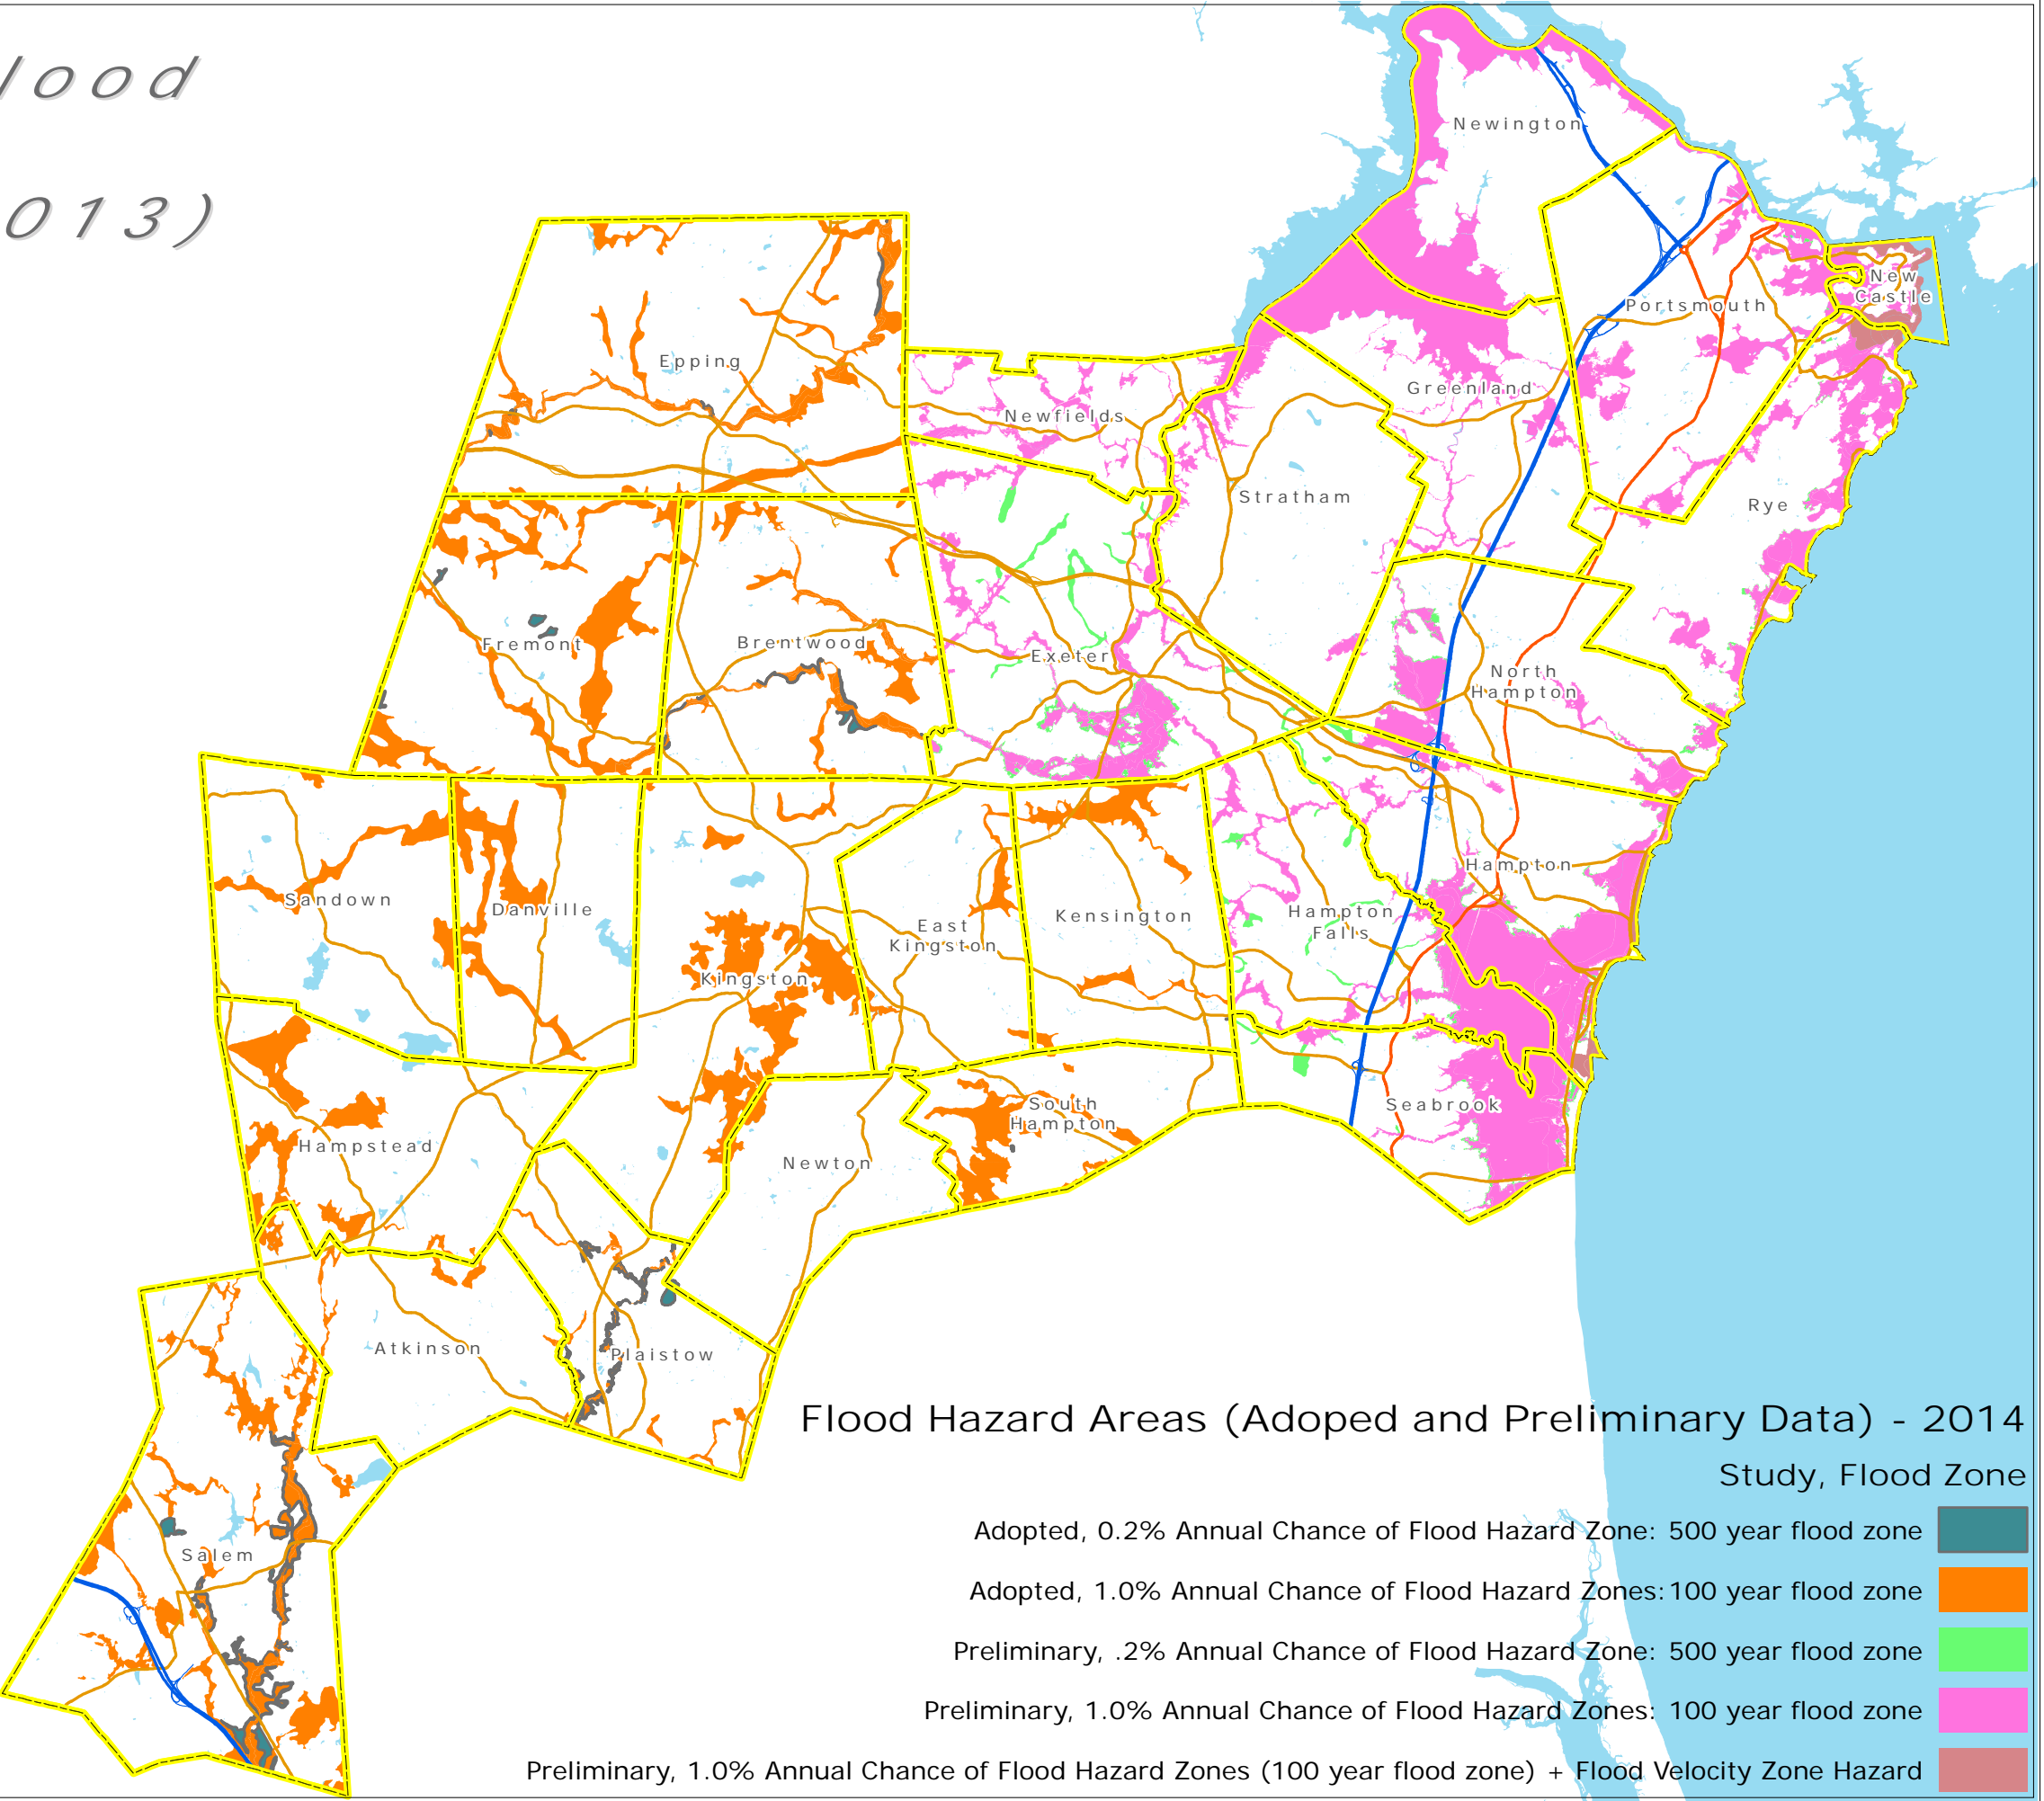 lood
013)
Newington
New
Castle
Portsmouth
Epping
Greenland
Newfields
Stratham
Rye
Fremont
Brentwood
Exeter
North
Hampton
Hampton
Sandown
Danville
East
Kingston
Kensington
Hampton
Falls
Kingston
South
Hampton
Seabrook
Hampstead
Newton
Atkinson
Plaistow
Salem
Flood Hazard Areas (Adoped and Preliminary Data) - 2014
Study, Flood Zone
Adopted, 0.2% Annual Chance of Flood Hazard Zone: 500 year flood zone
Adopted, 1.0% Annual Chance of Flood Hazard Zones:100 year flood zone
Preliminary, .2% Annual Chance of Flood Hazard Zone: 500 year flood zone
Preliminary, 1.0% Annual Chance of Flood Hazard Zones: 100 year flood zone
Preliminary, 1.0% Annual Chance of Flood Hazard Zones (100 year flood zone) + Flood Velocity Zone Hazard